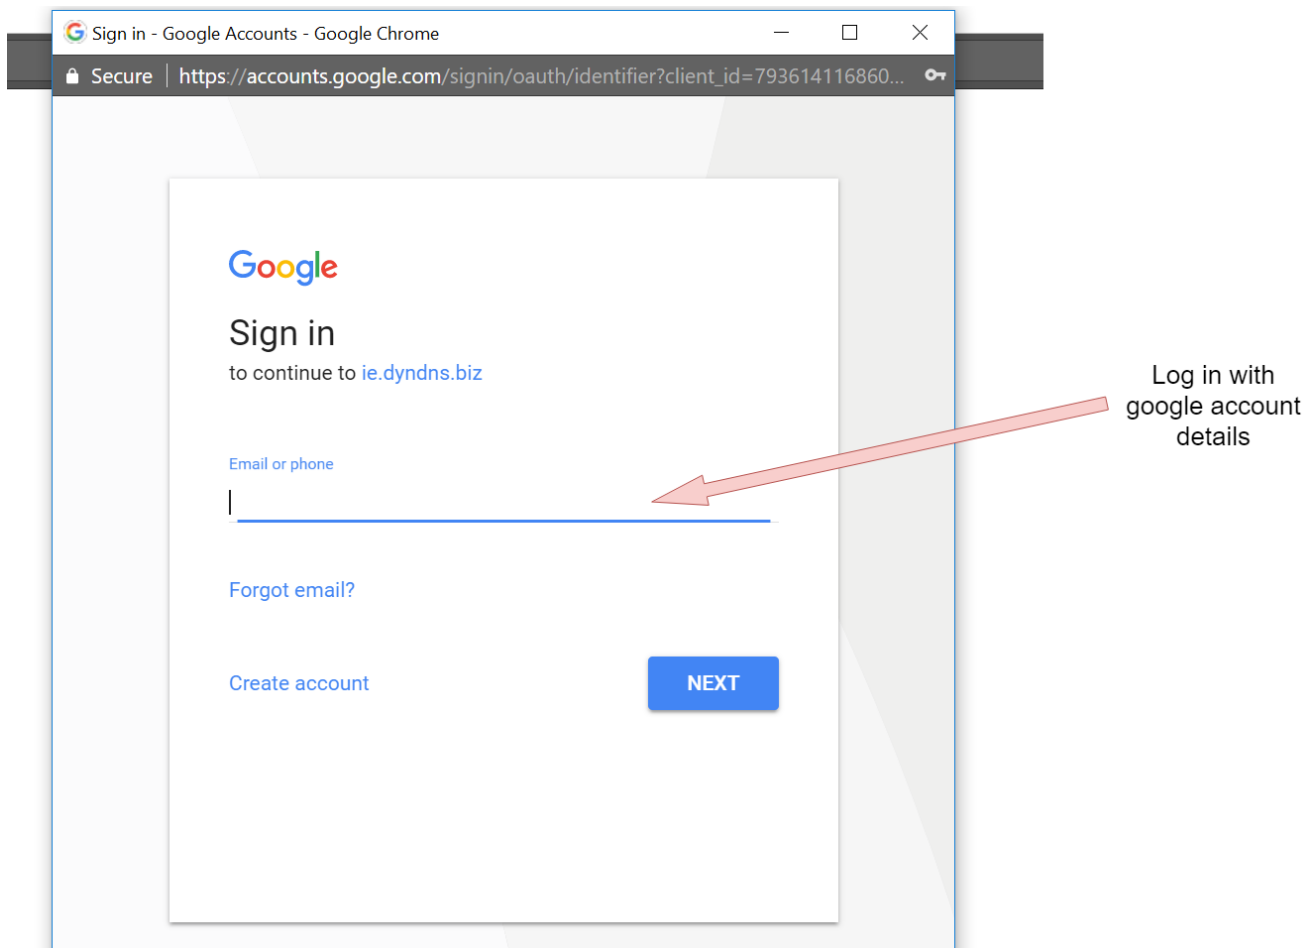 Sign in - Google Accounts - Google Chrome
Secure https://accounts.google.com/signin/oauth/identifier?client_id=793614116860...
Google
Sign in
to continue to ie.dyndns.biz
Email or phone
Forgot email?
Create account
NEXT
Log in with
google account
details